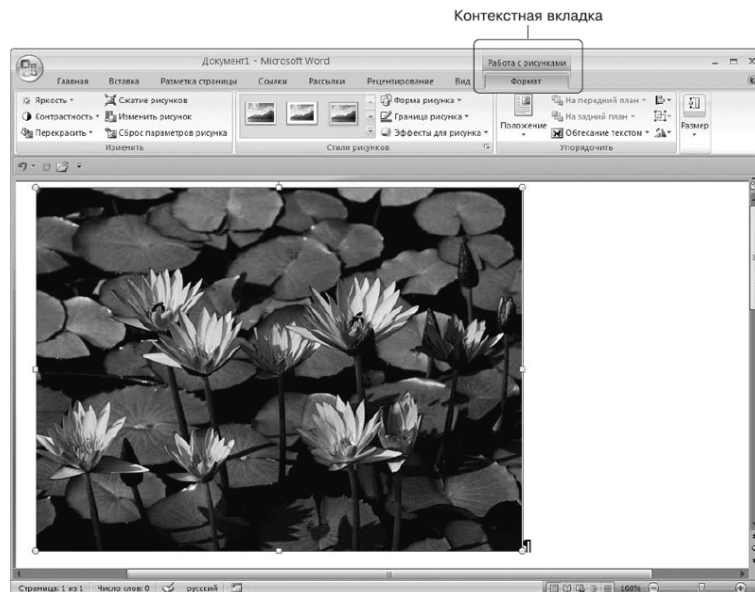 Контекстная вкладка
Документ1 - Microsoft Word
Работа с рисунками
Главная Вставка Разметка страницы Ссылки Рассылки Рецензирование Вид Формат
Яркость Сжатие рисунков Форма рисунка На передний план
Контрастность Изменить рисунок Граница рисунка Положение На задний план Размер
Перекрасить Сброс параметров рисунка Эффекты для рисунка Обтекание текстом
Изменить Стили рисунков Упорядочить
¶
Страница: 1 из 1 Число слов: 0 русский 160%